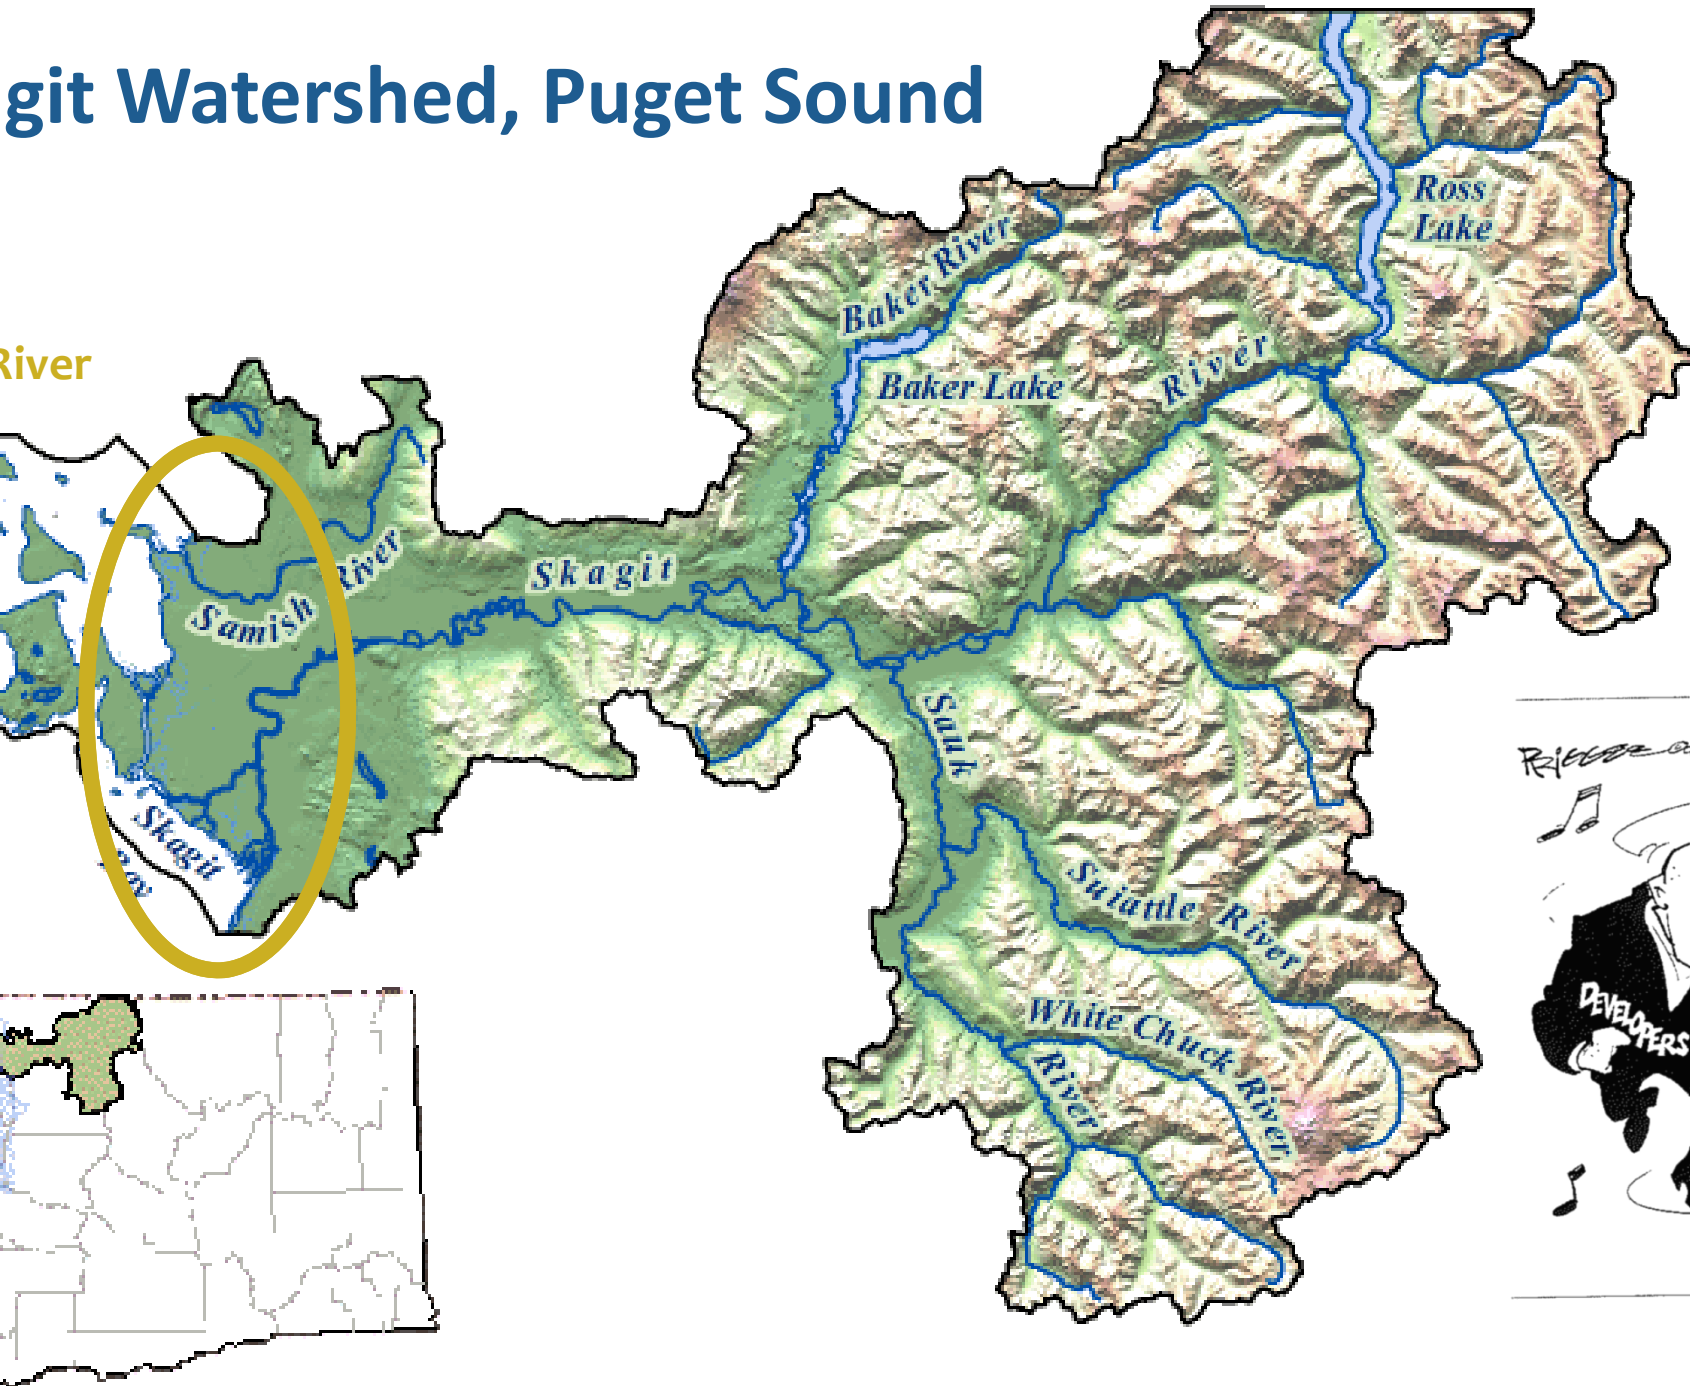 git Watershed, Puget Sound
River
Ross
Lake
Baker River
Baker Lake
River
Skagit
Samish River
Sauk
Skagit
Bay
Suiattle River
White Chuck River
River
DEVELOPERS